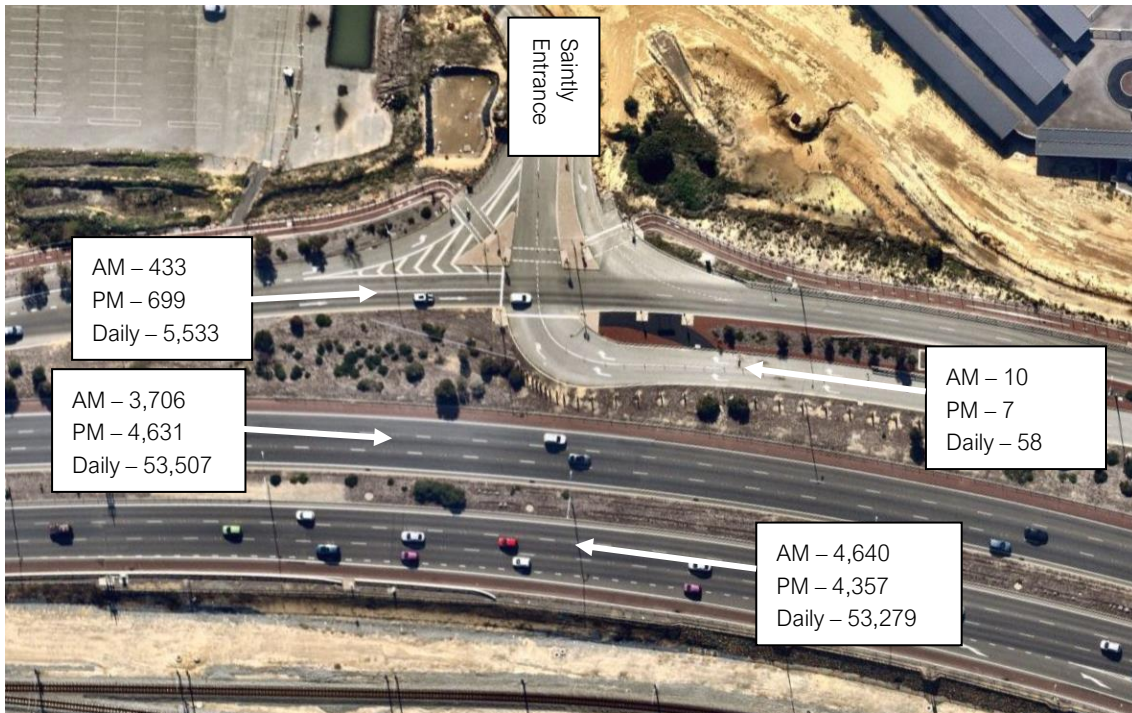 Saintly
Entrance
AM – 433
PM – 699
Daily – 5,533
AM – 3,706
PM – 4,631
Daily – 53,507
AM – 10
PM – 7
Daily – 58
AM – 4,640
PM – 4,357
Daily – 53,279